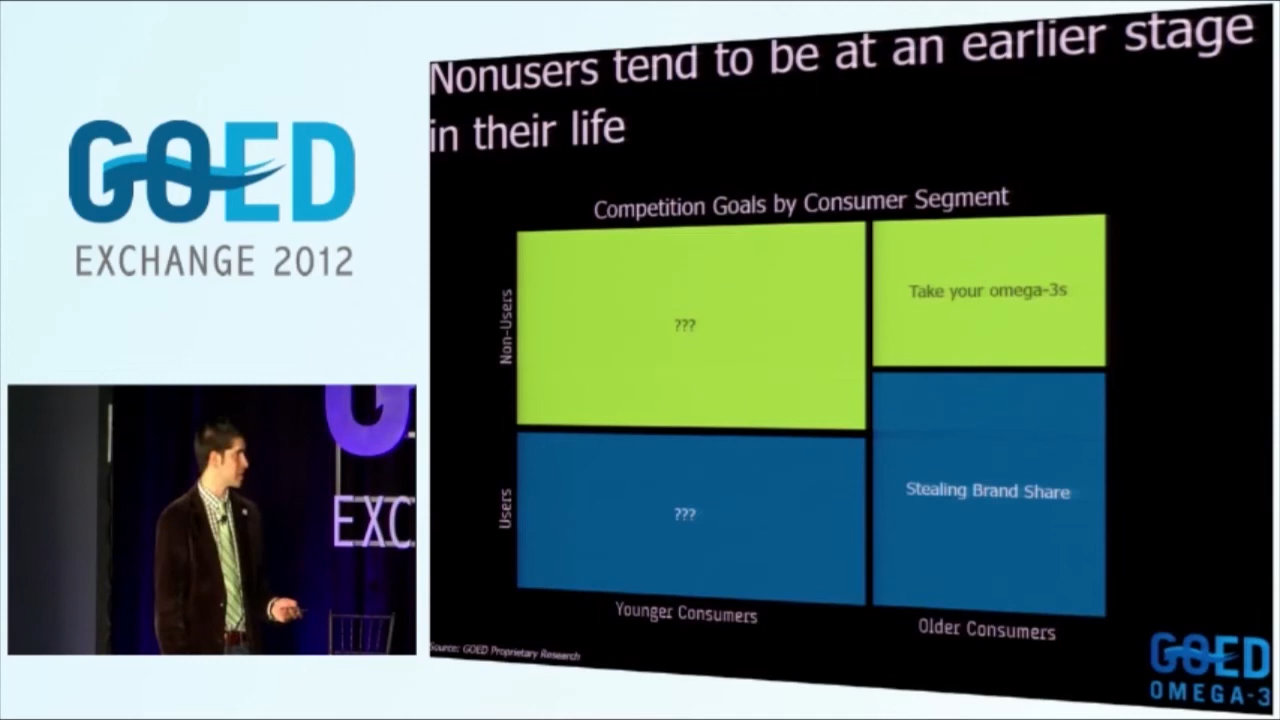 GOED
EXCHANGE 2012
G
EXC
Nonusers tend to be at an earlier stage
in their life
Competition Goals by Consumer Segment
Non-Users
???
Take your omega-3s
Users
???
Stealing Brand Share
Younger Consumers
Older Consumers
Source: GOED Proprietary Research
GOED
OMEGA-3